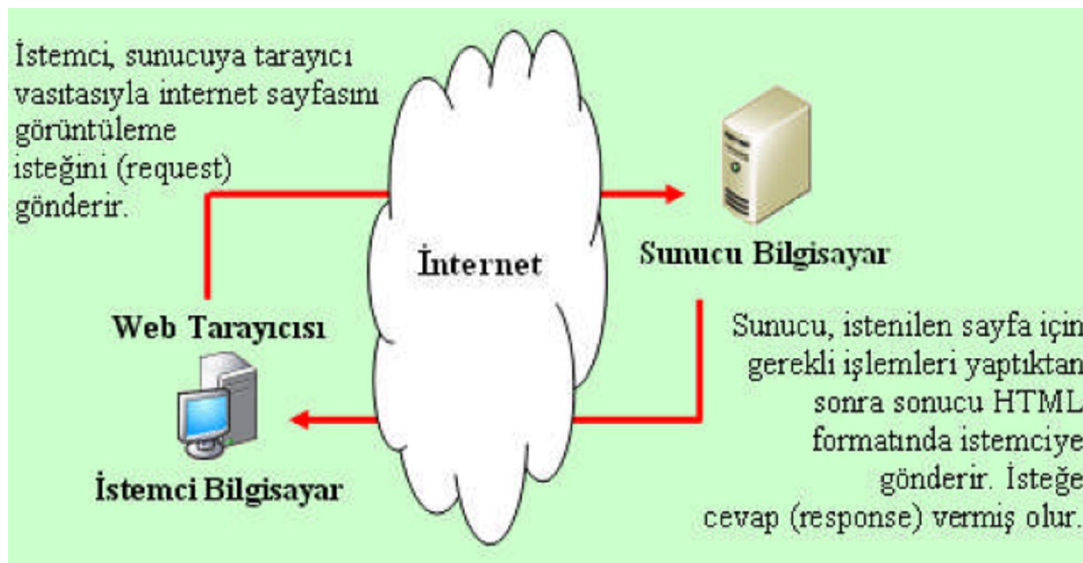 İstemci, sunucuya tarayıcı
vasıtasıyla internet sayfasını
görüntüleme
isteğini (request)
gönderir.
İnternet
Sunucu Bilgisayar
Web Tarayıcısı
İstemci Bilgisayar
Sunucu, istenilen sayfa için
gerekli işlemleri yaptıktan
sonra sonucu HTML
formatında istemciye
gönderir. İsteğe
cevap (response) vermiş olur.